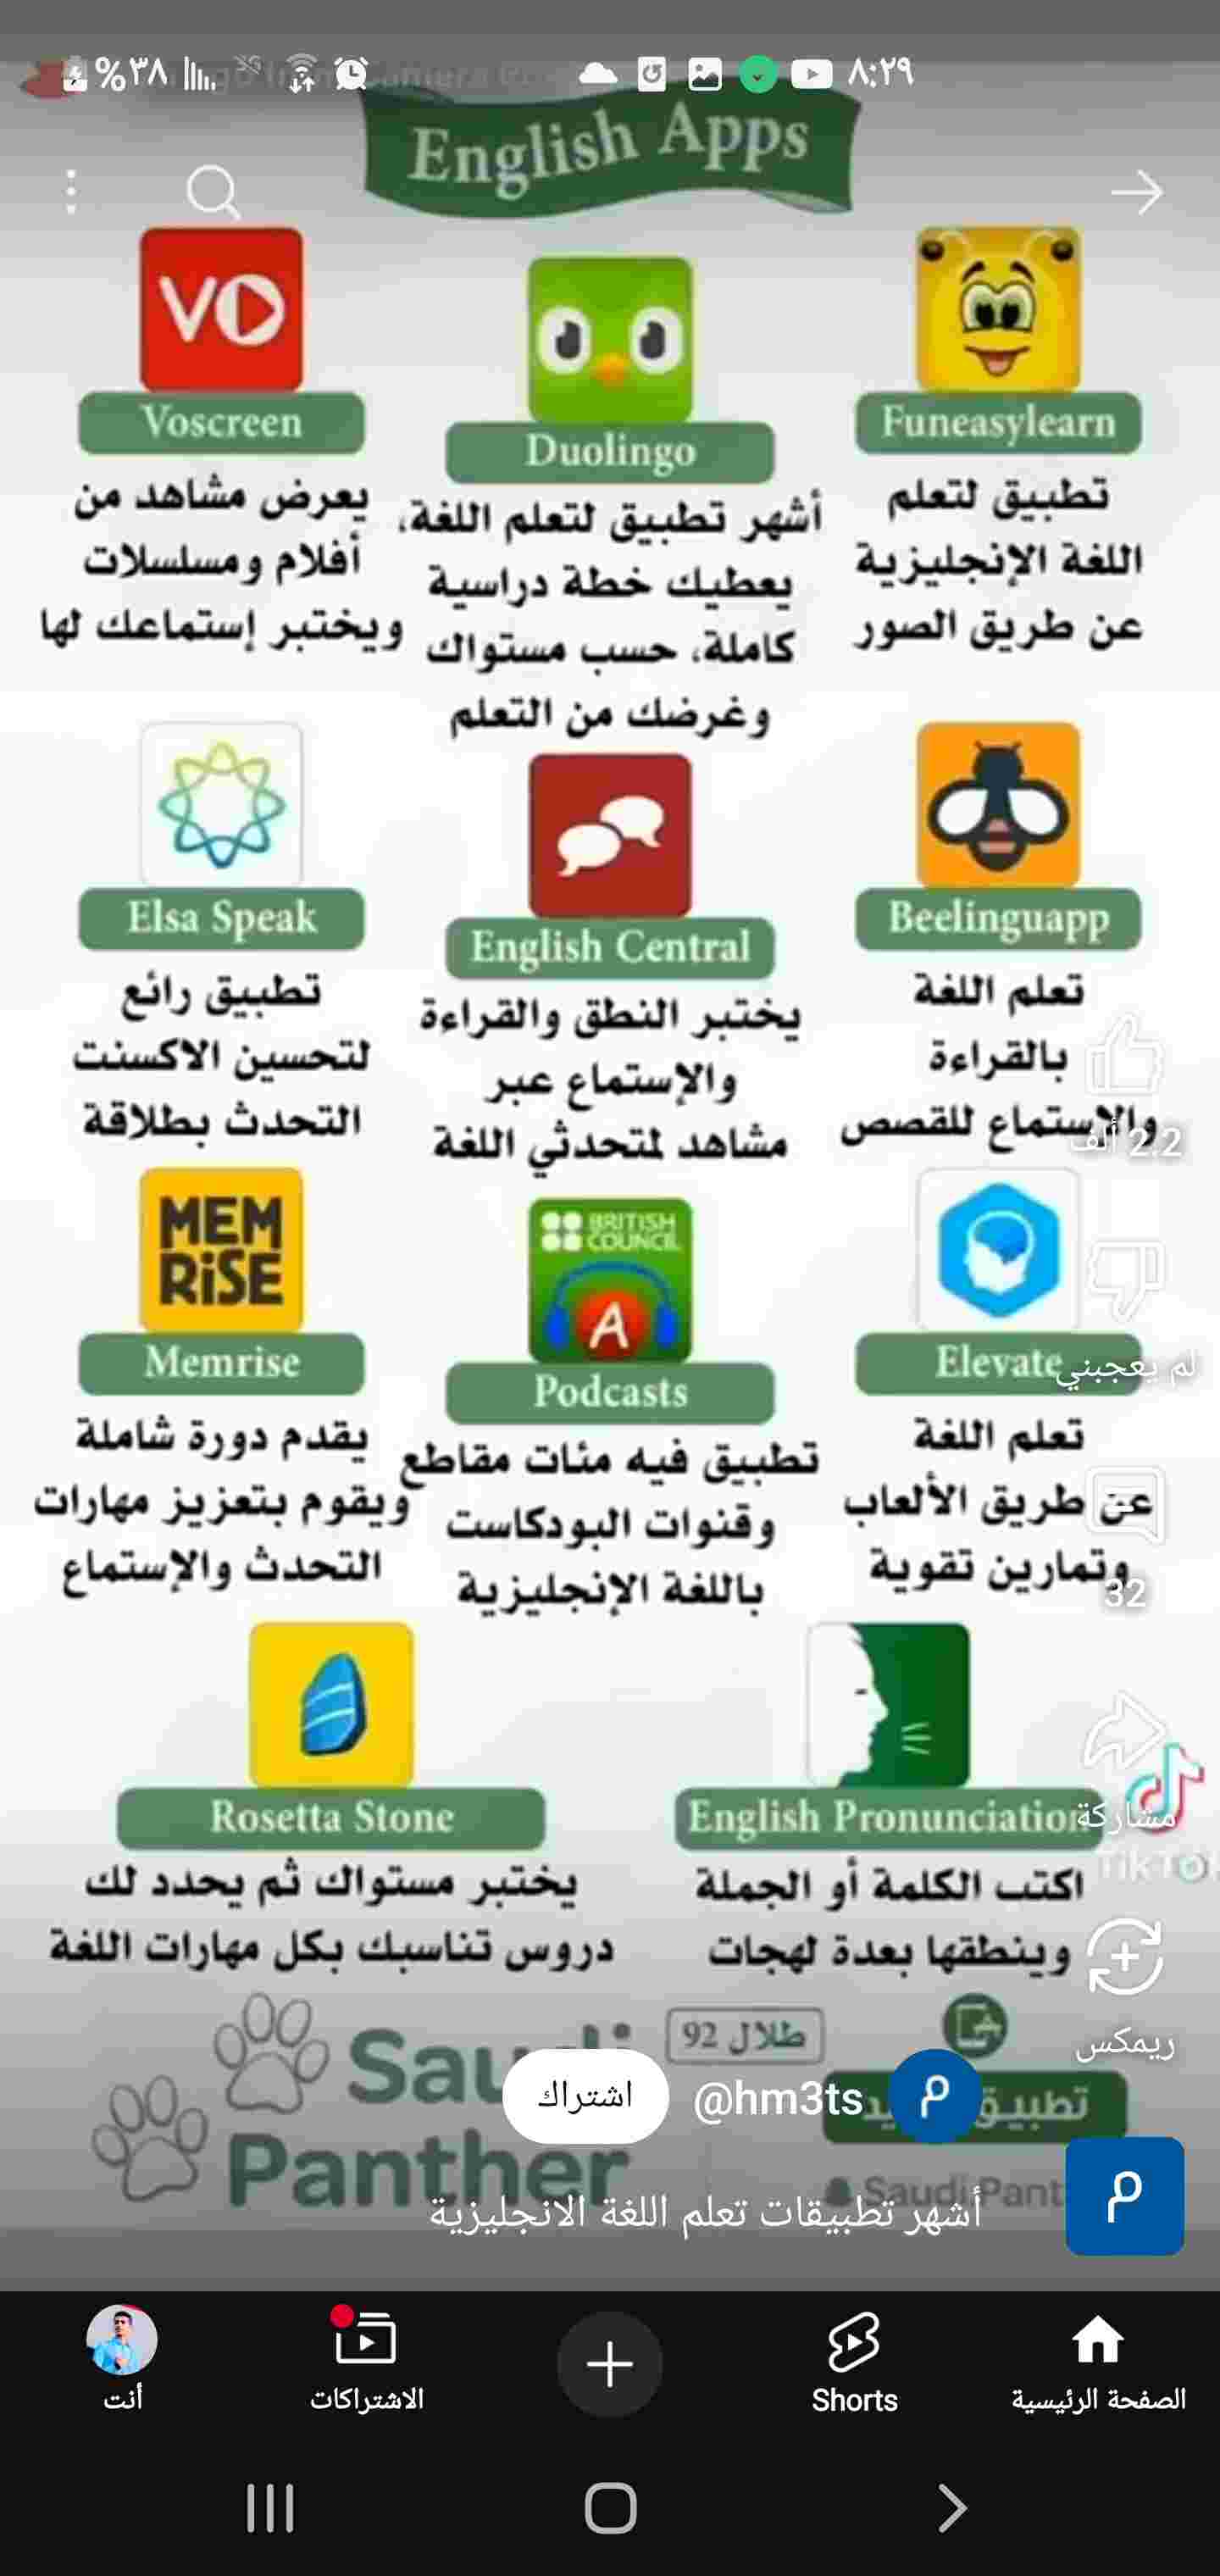 %٣٨
٨:٢٩
English Apps
VO
Voscreen
يعرض مشاهد من
أفلام ومسلسلات
ويختبر إستماعك لها
Duolingo
أشهر تطبيق لتعلم اللغة،
يعطيك خطة دراسية
كاملة، حسب مستواك
وغرضك من التعلم
Funeasylearn
تطبيق لتعلم
اللغة الإنجليزية
عن طريق الصور
Elsa Speak
تطبيق رائع
لتحسين الاكسنت
التحدث بطلاقة
English Central
يختبر النطق والقراءة
والإستماع عبر
مشاهد لمتحدثي اللغة
Beelinguapp
تعلم اللغة
بالقراءة
والإستماع للقصص
2.2 ألف
MEM
RiSE
Memrise
يقدم دورة شاملة
ويقوم بتعزيز مهارات
التحدث والإستماع
BRITISH
COUNCIL
A
Podcasts
تطبيق فيه مئات مقاطع
وقنوات البودكاست
باللغة الإنجليزية
Elevate
لم يعجبني
تعلم اللغة
عن طريق الألعاب
وتمارين تقوية
32
Rosetta Stone
يختبر مستواك ثم يحدد لك
دروس تناسبك بكل مهارات اللغة
English Pronunciation
مشاركة
TikTo
اكتب الكلمة أو الجملة
وينطقها بعدة لهجات
ريمكس
طلال 92
Saudi
Panther
اشتراك
@hm3ts
م
Saudi Pant
م
أشهر تطبيقات تعلم اللغة الانجليزية
أنت
الاشتراكات
Shorts
الصفحة الرئيسية